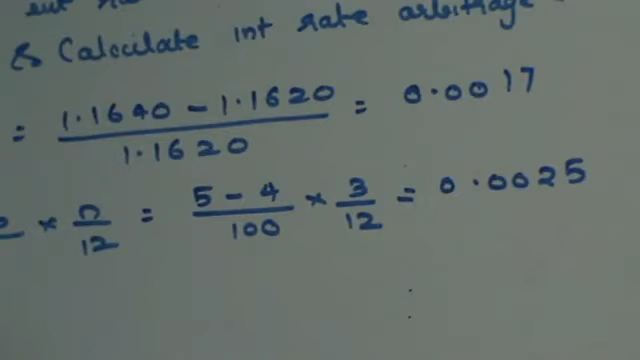 & Calculate int rate arbitrage
= 1.1640 - 1.1620 / 1.1620 = 0.0017
× n/12 = 5-4/100 × 3/12 = 0.0025